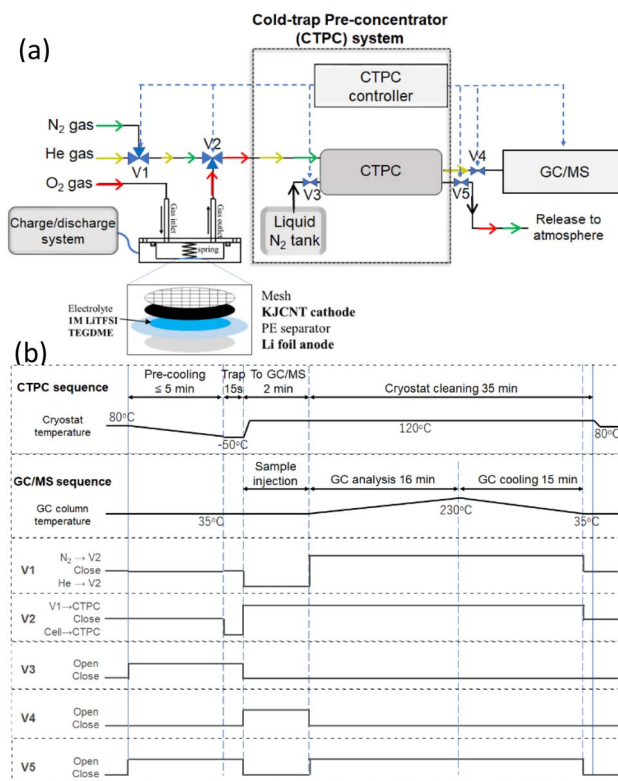 (a)
Cold-trap Pre-concentrator
(CTPC) system
CTPC
controller
N2 gas
He gas
O2 gas
V1
V2
V3
V4
V5
CTPC
GC/MS
Liquid
N2 tank
Release to
atmosphere
Charge/discharge
system
Gas inlet
Gas outlet
spring
Electrolyte
1M LiTFSI
TEGDME
Mesh
KJCNT cathode
PE separator
Li foil anode
(b)
CTPC sequence
Pre-cooling
≤ 5 min
Trap
15s
To GC/MS
2 min
Cryostat cleaning 35 min
Cryostat
temperature
80°C
-50°C
120°C
80°C
GC/MS sequence
Sample
injection
GC analysis 16 min
GC cooling 15 min
GC column
temperature
35°C
230°C
35°C
V1
N2 → V2
Close
He → V2
V2
V1→CTPC
Close
Cell→CTPC
V3
Open
Close
V4
Open
Close
V5
Open
Close